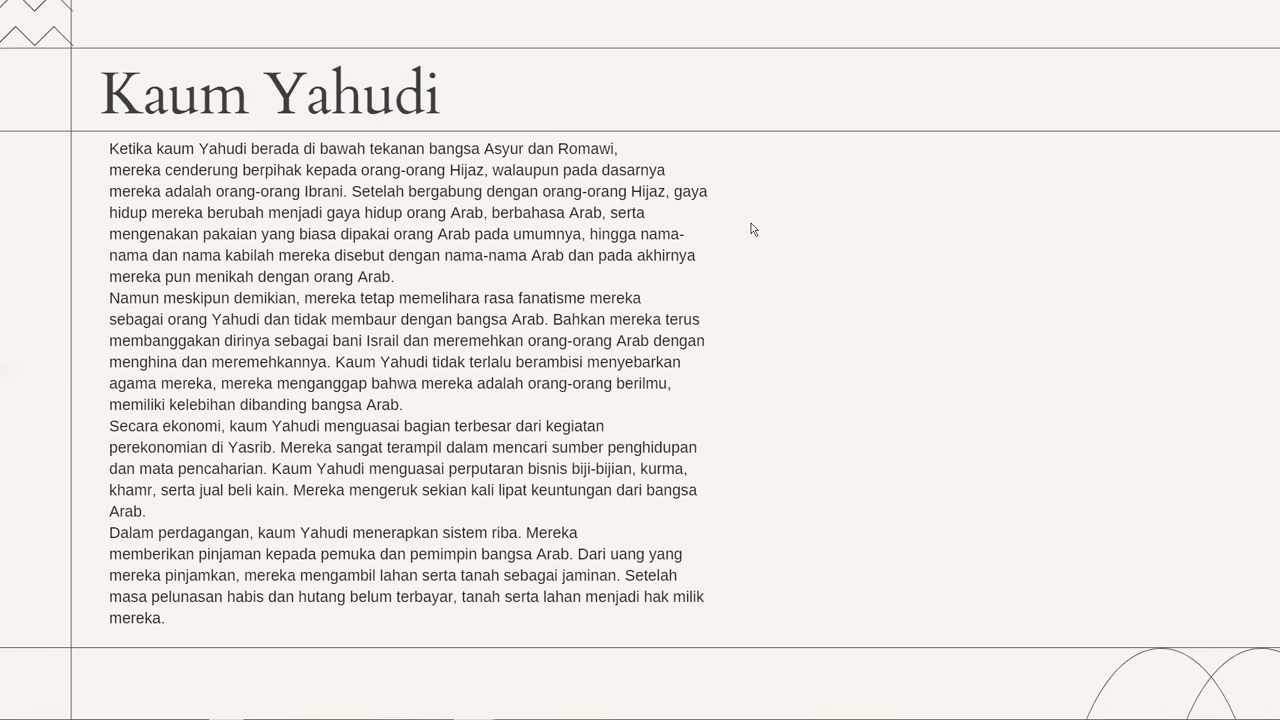 Kaum Yahudi
Ketika kaum Yahudi berada di bawah tekanan bangsa Asyur dan Romawi,
mereka cenderung berpihak kepada orang-orang Hijaz, walaupun pada dasarnya
mereka adalah orang-orang Ibrani. Setelah bergabung dengan orang-orang Hijaz, gaya
hidup mereka berubah menjadi gaya hidup orang Arab, berbahasa Arab, serta
mengenakan pakaian yang biasa dipakai orang Arab pada umumnya, hingga nama-
nama dan nama kabilah mereka disebut dengan nama-nama Arab dan pada akhirnya
mereka pun menikah dengan orang Arab.
Namun meskipun demikian, mereka tetap memelihara rasa fanatisme mereka
sebagai orang Yahudi dan tidak membaur dengan bangsa Arab. Bahkan mereka terus
membanggakan dirinya sebagai bani Israil dan meremehkan orang-orang Arab dengan
menghina dan meremehkannya. Kaum Yahudi tidak terlalu berambisi menyebarkan
agama mereka, mereka menganggap bahwa mereka adalah orang-orang berilmu,
memiliki kelebihan dibanding bangsa Arab.
Secara ekonomi, kaum Yahudi menguasai bagian terbesar dari kegiatan
perekonomian di Yasrib. Mereka sangat terampil dalam mencari sumber penghidupan
dan mata pencaharian. Kaum Yahudi menguasai perputaran bisnis biji-bijian, kurma,
khamr, serta jual beli kain. Mereka mengeruk sekian kali lipat keuntungan dari bangsa
Arab.
Dalam perdagangan, kaum Yahudi menerapkan sistem riba. Mereka
memberikan pinjaman kepada pemuka dan pemimpin bangsa Arab. Dari uang yang
mereka pinjamkan, mereka mengambil lahan serta tanah sebagai jaminan. Setelah
masa pelunasan habis dan hutang belum terbayar, tanah serta lahan menjadi hak milik
mereka.